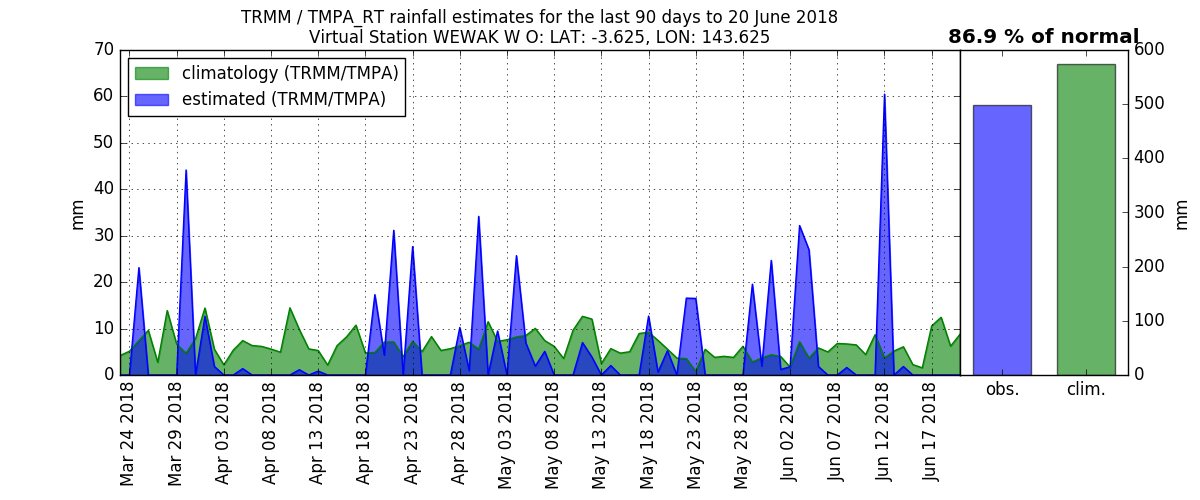 TRMM / TMPA_RT rainfall estimates for the last 90 days to 20 June 2018
Virtual Station WEWAK W O: LAT: -3.625, LON: 143.625
86.9 % of normal
climatology (TRMM/TMPA)
estimated (TRMM/TMPA)
70
60
50
40
30
20
10
0
mm
Mar 24 2018
Mar 29 2018
Apr 03 2018
Apr 08 2018
Apr 13 2018
Apr 18 2018
Apr 23 2018
Apr 28 2018
May 03 2018
May 08 2018
May 13 2018
May 18 2018
May 23 2018
May 28 2018
Jun 02 2018
Jun 07 2018
Jun 12 2018
Jun 17 2018
obs.
clim.
600
500
400
300
200
100
0
mm